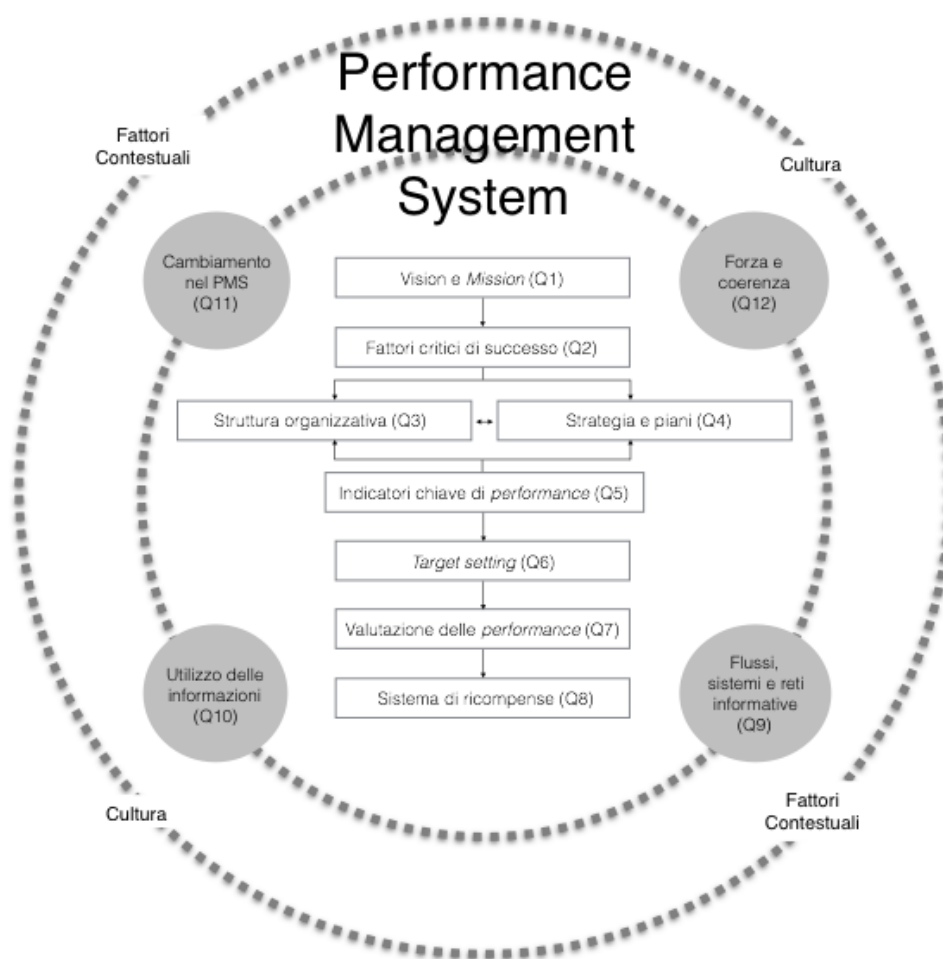 Performance
Management
System
Fattori
Contestuali
Cultura
Cambiamento
nel PMS
(Q11)
Forza e
coerenza
(Q12)
Vision e Mission (Q1)
Fattori critici di successo (Q2)
Struttura organizzativa (Q3)
Strategia e piani (Q4)
Indicatori chiave di performance (Q5)
Target setting (Q6)
Valutazione delle performance (Q7)
Sistema di ricompense (Q8)
Utilizzo delle
informazioni
(Q10)
Flussi,
sistemi e reti
informative
(Q9)
Cultura
Fattori
Contestuali